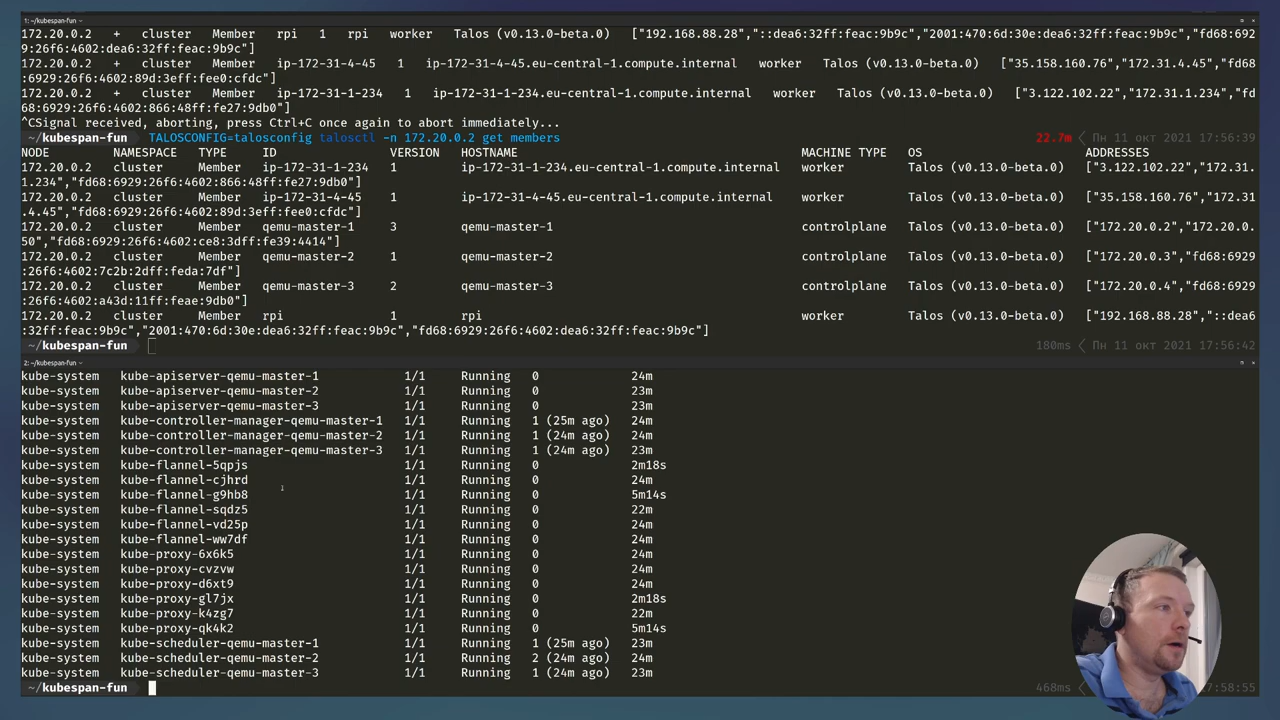 1: ~/kubespan-fun ~
172.20.0.2 + cluster Member rpi 1 rpi worker Talos (v0.13.0-beta.0) ["192.168.88.28","::dea6:32ff:feac:9b9c","2001:470:6d:30e:dea6:32ff:feac:9b9c","fd68:692
9:26f6:4602:dea6:32ff:feac:9b9c"]
172.20.0.2 + cluster Member ip-172-31-4-45 1 ip-172-31-4-45.eu-central-1.compute.internal worker Talos (v0.13.0-beta.0) ["35.158.160.76","172.31.4.45","fd68
:6929:26f6:4602:89d:3eff:fee0:cfdc"]
172.20.0.2 + cluster Member ip-172-31-1-234 1 ip-172-31-1-234.eu-central-1.compute.internal worker Talos (v0.13.0-beta.0) ["3.122.102.22","172.31.1.234","fd
68:6929:26f6:4602:866:48ff:fe27:9db0"]
^CSignal received, aborting, press Ctrl+C once again to abort immediately...
~/kubespan-fun TALOSCONFIG=talosconfig talosctl -n 172.20.0.2 get members 22.7m Пн 11 окт 2021 17:56:39
NODE NAMESPACE TYPE ID VERSION HOSTNAME MACHINE TYPE OS ADDRESSES
172.20.0.2 cluster Member ip-172-31-1-234 1 ip-172-31-1-234.eu-central-1.compute.internal worker Talos (v0.13.0-beta.0) ["3.122.102.22","172.31.
1.234","fd68:6929:26f6:4602:866:48ff:fe27:9db0"]
172.20.0.2 cluster Member ip-172-31-4-45 1 ip-172-31-4-45.eu-central-1.compute.internal worker Talos (v0.13.0-beta.0) ["35.158.160.76","172.31
.4.45","fd68:6929:26f6:4602:89d:3eff:fee0:cfdc"]
172.20.0.2 cluster Member qemu-master-1 3 qemu-master-1 controlplane Talos (v0.13.0-beta.0) ["172.20.0.2","172.20.0.
50","fd68:6929:26f6:4602:ce8:3dff:fe39:4414"]
172.20.0.2 cluster Member qemu-master-2 1 qemu-master-2 controlplane Talos (v0.13.0-beta.0) ["172.20.0.3","fd68:6929
:26f6:4602:7c2b:2dff:feda:7df"]
172.20.0.2 cluster Member qemu-master-3 2 qemu-master-3 controlplane Talos (v0.13.0-beta.0) ["172.20.0.4","fd68:6929
:26f6:4602:a43d:11ff:feae:9db0"]
172.20.0.2 cluster Member rpi 1 rpi worker Talos (v0.13.0-beta.0) ["192.168.88.28","::dea6
:32ff:feac:9b9c","2001:470:6d:30e:dea6:32ff:feac:9b9c","fd68:6929:26f6:4602:dea6:32ff:feac:9b9c"]
~/kubespan-fun 180ms Пн 11 окт 2021 17:56:42
2: ~/kubespan-fun ~
kube-system kube-apiserver-qemu-master-1 1/1 Running 0 24m
kube-system kube-apiserver-qemu-master-2 1/1 Running 0 23m
kube-system kube-apiserver-qemu-master-3 1/1 Running 0 23m
kube-system kube-controller-manager-qemu-master-1 1/1 Running 1 (25m ago) 24m
kube-system kube-controller-manager-qemu-master-2 1/1 Running 1 (24m ago) 24m
kube-system kube-controller-manager-qemu-master-3 1/1 Running 1 (24m ago) 23m
kube-system kube-flannel-5qpjs 1/1 Running 0 2m18s
kube-system kube-flannel-cjhrd 1/1 Running 0 24m
kube-system kube-flannel-g9hb8 1/1 Running 0 5m14s
kube-system kube-flannel-sqdz5 1/1 Running 0 22m
kube-system kube-flannel-vd25p 1/1 Running 0 24m
kube-system kube-flannel-ww7df 1/1 Running 0 24m
kube-system kube-proxy-6x6k5 1/1 Running 0 24m
kube-system kube-proxy-cvzvw 1/1 Running 0 24m
kube-system kube-proxy-d6xt9 1/1 Running 0 24m
kube-system kube-proxy-gl7jx 1/1 Running 0 2m18s
kube-system kube-proxy-k4zg7 1/1 Running 0 22m
kube-system kube-proxy-qk4k2 1/1 Running 0 5m14s
kube-system kube-scheduler-qemu-master-1 1/1 Running 1 (25m ago) 23m
kube-system kube-scheduler-qemu-master-2 1/1 Running 2 (24m ago) 24m
kube-system kube-scheduler-qemu-master-3 1/1 Running 1 (24m ago) 23m
~/kubespan-fun 468ms 17:58:55